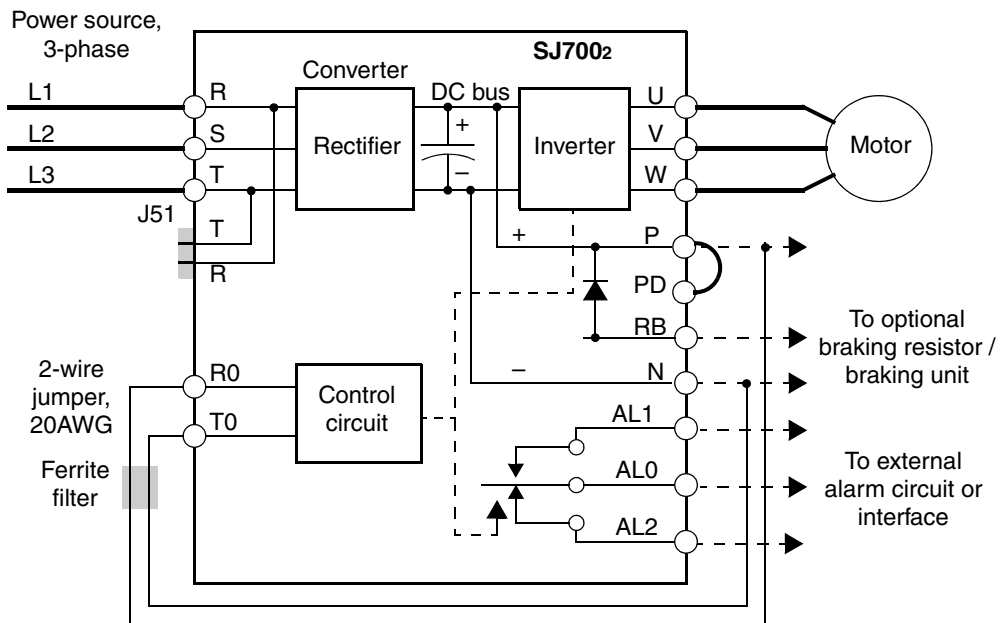 Power source,
3-phase
SJ7002
Converter
L1
R
DC bus
U
L2
S
Rectifier
+
Inverter
V
Motor
L3
T
–
W
J51
T
+
P
R
PD
RB
To optional
braking resistor /
braking unit
2-wire
jumper,
20AWG
R0
–
N
Control
circuit
T0
AL1
Ferrite
filter
AL0
To external
alarm circuit or
interface
AL2